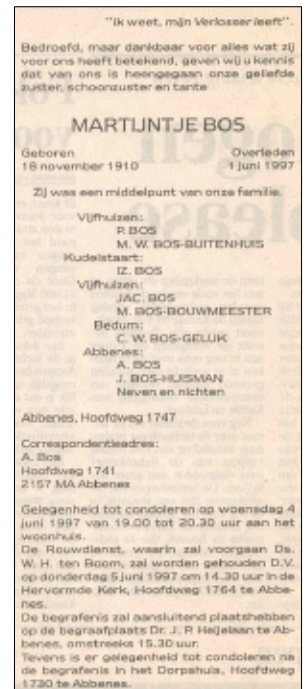 "Ik weet, mijn Verlosser leeft".
Bedroefd, maar dankbaar voor alles wat zij
voor ons heeft betekend, geven wij u kennis
dat van ons is heengegaan onze geliefde
zuster, schoonzuster en tante
MARTIJNTJE BOS
Geboren Overleden
18 november 1910 1 juni 1997
Zij was een middelpunt van onze familie.
Vijfhuizen:
P. BOS
M. W. BOS-BUITENHUIS
Kudelstaart:
IZ. BOS
Vijfhuizen:
JAC. BOS
M. BOS-BOUWMEESTER
Bedum:
C. W. BOS-GELUK
Abbenes:
A. BOS
J. BOS-HUISMAN
Neven en nichten
Abbenes, Hoofdweg 1747
Correspondentieadres:
A. Bos
Hoofdweg 1741
2157 MA Abbenes
Gelegenheid tot condoleren op woensdag 4
juni 1997 van 19.00 tot 20.30 uur aan het
woonhuis.
De Rouwdienst, waarin zal voorgaan Ds.
W. H. ten Boom, zal worden gehouden D.V.
op donderdag 5 juni 1997 om 14.30 uur in de
Hervormde Kerk, Hoofdweg 1764 te Abbe-
nes.
De begrafenis zal aansluitend plaatshebben
op de begraafplaats Dr. J. P. Heijelaan te Ab-
benes, omstreeks 15.30 uur.
Tevens is er gelegenheid tot condoleren na
de begrafenis in het Dorpshuis, Hoofdweg
1730 te Abbenes.